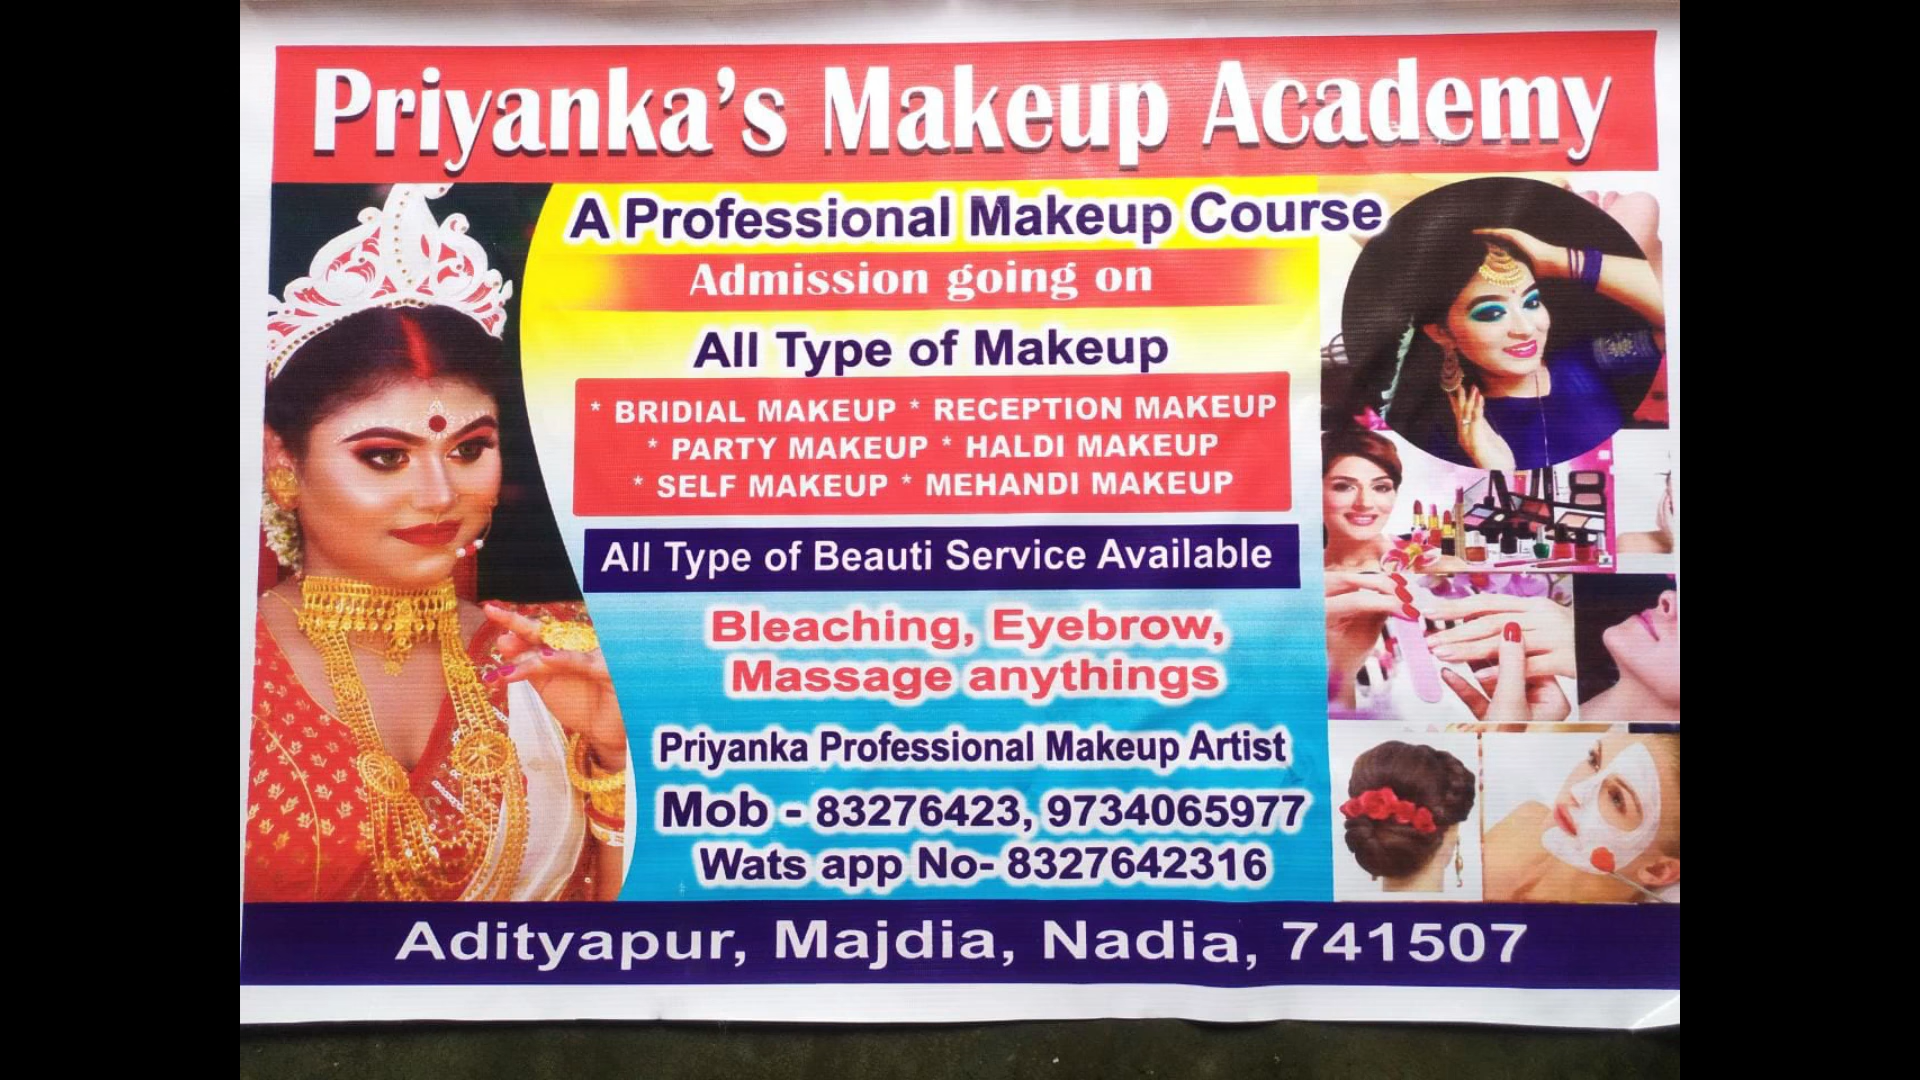 Priyanka's Makeup Academy
A Professional Makeup Course
Admission going on
All Type of Makeup
* BRIDIAL MAKEUP * RECEPTION MAKEUP
* PARTY MAKEUP * HALDI MAKEUP
* SELF MAKEUP * MEHANDI MAKEUP
All Type of Beauti Service Available
Bleaching, Eyebrow,
Massage anythings
Priyanka Professional Makeup Artist
Mob - 83276423, 9734065977
Wats app No- 8327642316
Adityapur, Majdia, Nadia, 741507